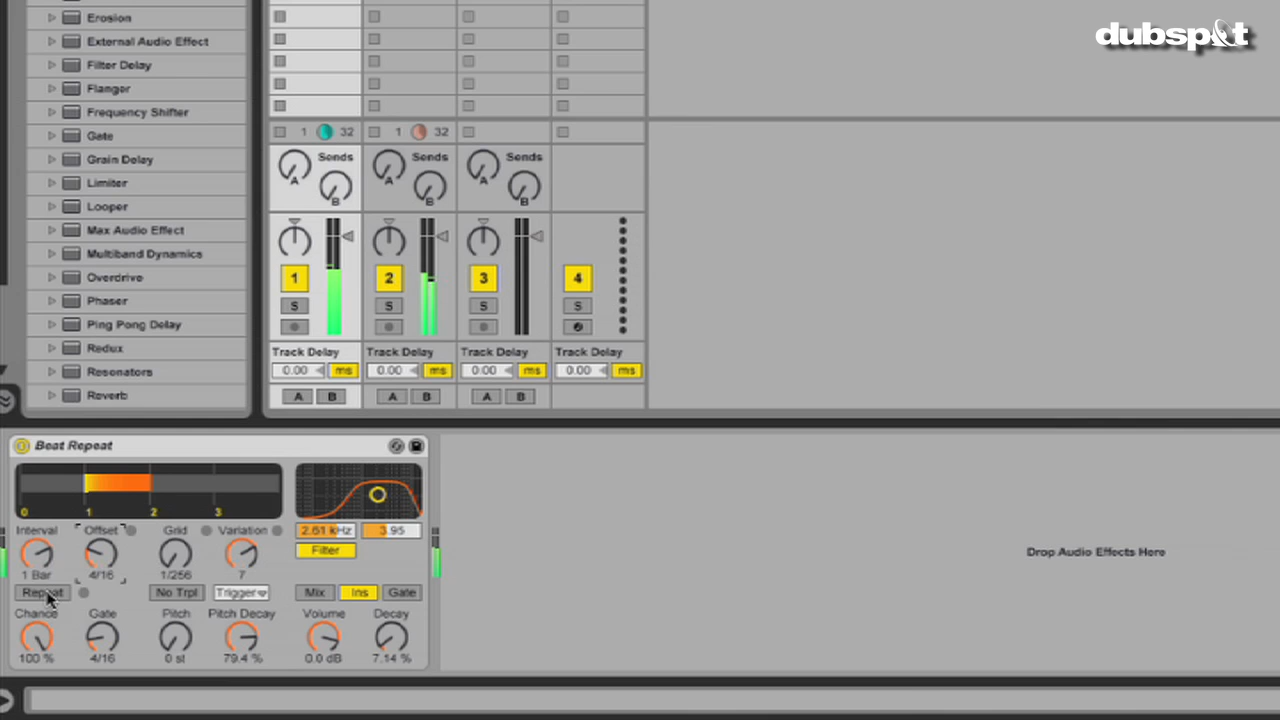 dubspot
Erosion
External Audio Effect
Filter Delay
Flanger
Frequency Shifter
Gate
Grain Delay
Limiter
Looper
Max Audio Effect
Multiband Dynamics
Overdrive
Phaser
Ping Pong Delay
Redux
Resonators
Reverb
1 32 1 32
Sends Sends Sends
A A A
B B B
1 2 3 4
S S S S
Track Delay Track Delay Track Delay Track Delay
0.00 ms 0.00 ms 0.00 ms 0.00 ms
A B A B A B
Beat Repeat
0 1 2 3
Interval Offset Grid Variation 2.61 kHz 3.95
Filter
1 Bar 4/16 1/256 7
Repeat No Trpl Trigger Mix Ins Gate
Chance Gate Pitch Pitch Decay Volume Decay
100 % 4/16 0 st 79.4 % 0.0 dB 7.14 %
Drop Audio Effects Here